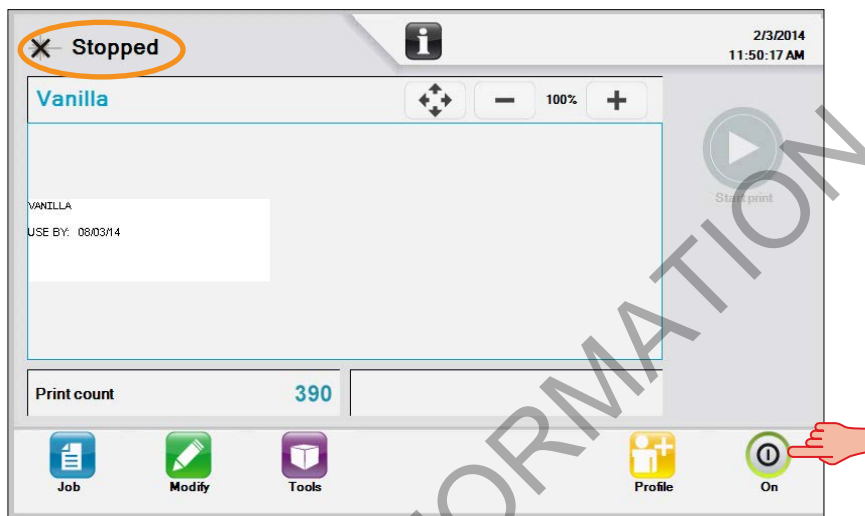 Stopped
i
2/3/2014
11:50:17 AM
Vanilla
100%
Start print
VANILLA
USE BY: 08/03/14
Print count
390
Job
Modify
Tools
Profile
On
ORMATION